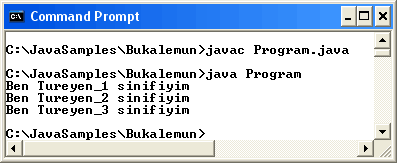 Command Prompt
C:\JavaSamples\Bukalemun>javac Program.java
C:\JavaSamples\Bukalemun>java Program
Ben Tureyen_1 sinifiyim
Ben Tureyen_2 sinifiyim
Ben Tureyen_3 sinifiyim
C:\JavaSamples\Bukalemun>